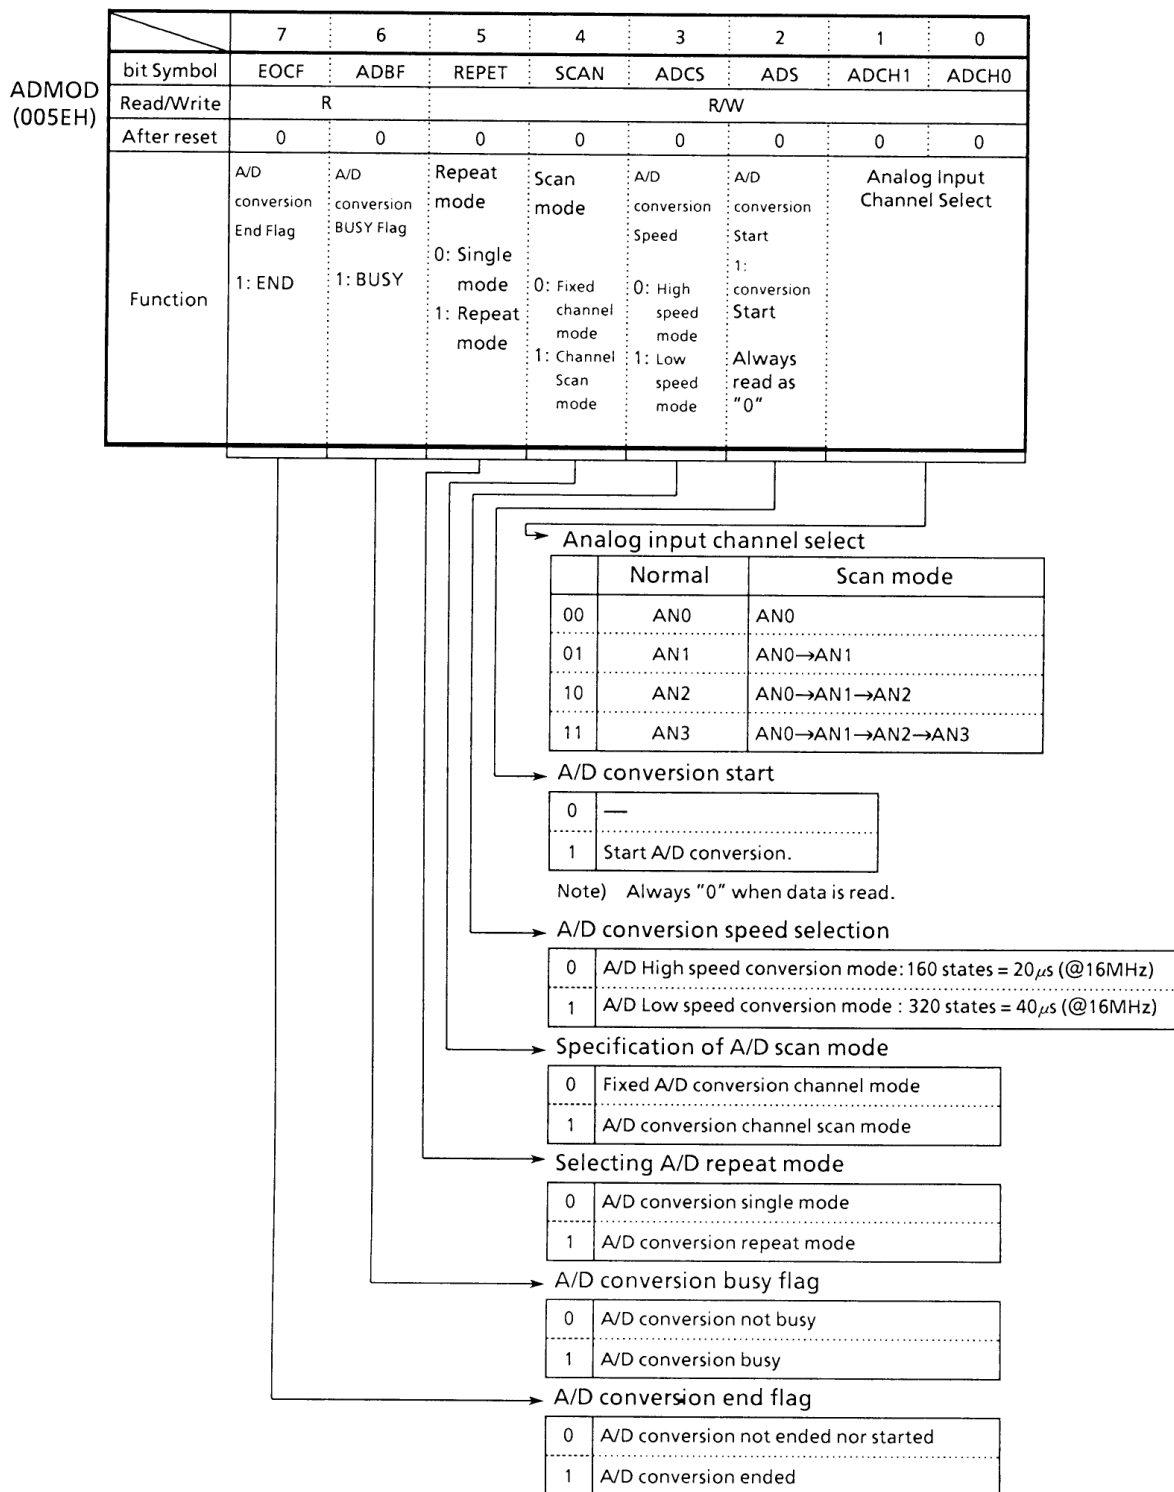 7 6 5 4 3 2 1 0
bit Symbol EOCF ADBF REPET SCAN ADCS ADS ADCH1 ADCH0
ADMOD
(005EH)
Read/Write R R/W
After reset 0 0 0 0 0 0 0 0
Function
A/D
conversion
End Flag
1: END
A/D
conversion
BUSY Flag
1: BUSY
Repeat
mode
0: Single
mode
1: Repeat
mode
Scan
mode
0: Fixed
channel
mode
1: Channel
Scan
mode
A/D
conversion
Speed
0: High
speed
mode
1: Low
speed
mode
A/D
conversion
Start
1:
conversion
Start
Always
read as
"0"
Analog Input
Channel Select
Analog input channel select
Normal Scan mode
00 AN0 AN0
01 AN1 AN0→AN1
10 AN2 AN0→AN1→AN2
11 AN3 AN0→AN1→AN2→AN3
A/D conversion start
0 —
1 Start A/D conversion.
Note) Always "0" when data is read.
A/D conversion speed selection
0 A/D High speed conversion mode: 160 states = 20μs (@16MHz)
1 A/D Low speed conversion mode : 320 states = 40μs (@16MHz)
Specification of A/D scan mode
0 Fixed A/D conversion channel mode
1 A/D conversion channel scan mode
Selecting A/D repeat mode
0 A/D conversion single mode
1 A/D conversion repeat mode
A/D conversion busy flag
0 A/D conversion not busy
1 A/D conversion busy
A/D conversion end flag
0 A/D conversion not ended nor started
1 A/D conversion ended